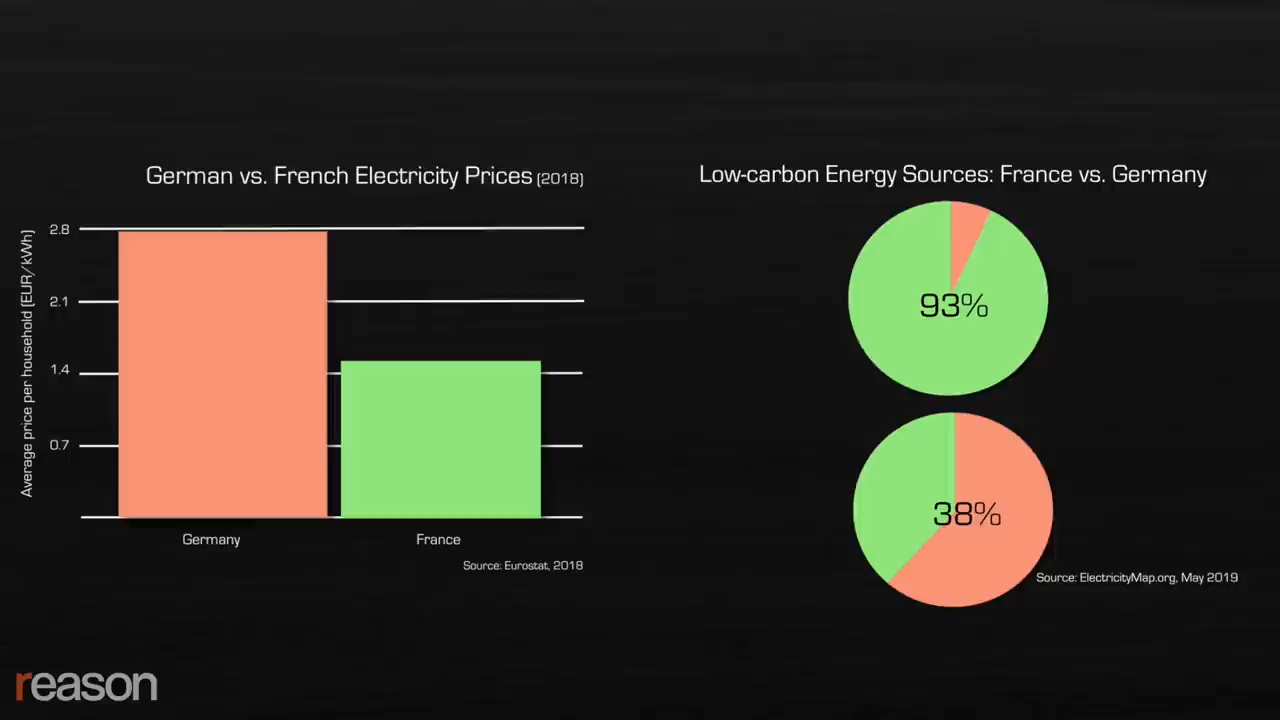 German vs. French Electricity Prices (2018)
Average price per household (EUR/kWh)
2.8
2.1
1.4
0.7
Germany
France
Source: Eurostat, 2018
Low-carbon Energy Sources: France vs. Germany
93%
38%
Source: ElectricityMap.org, May 2019
reason